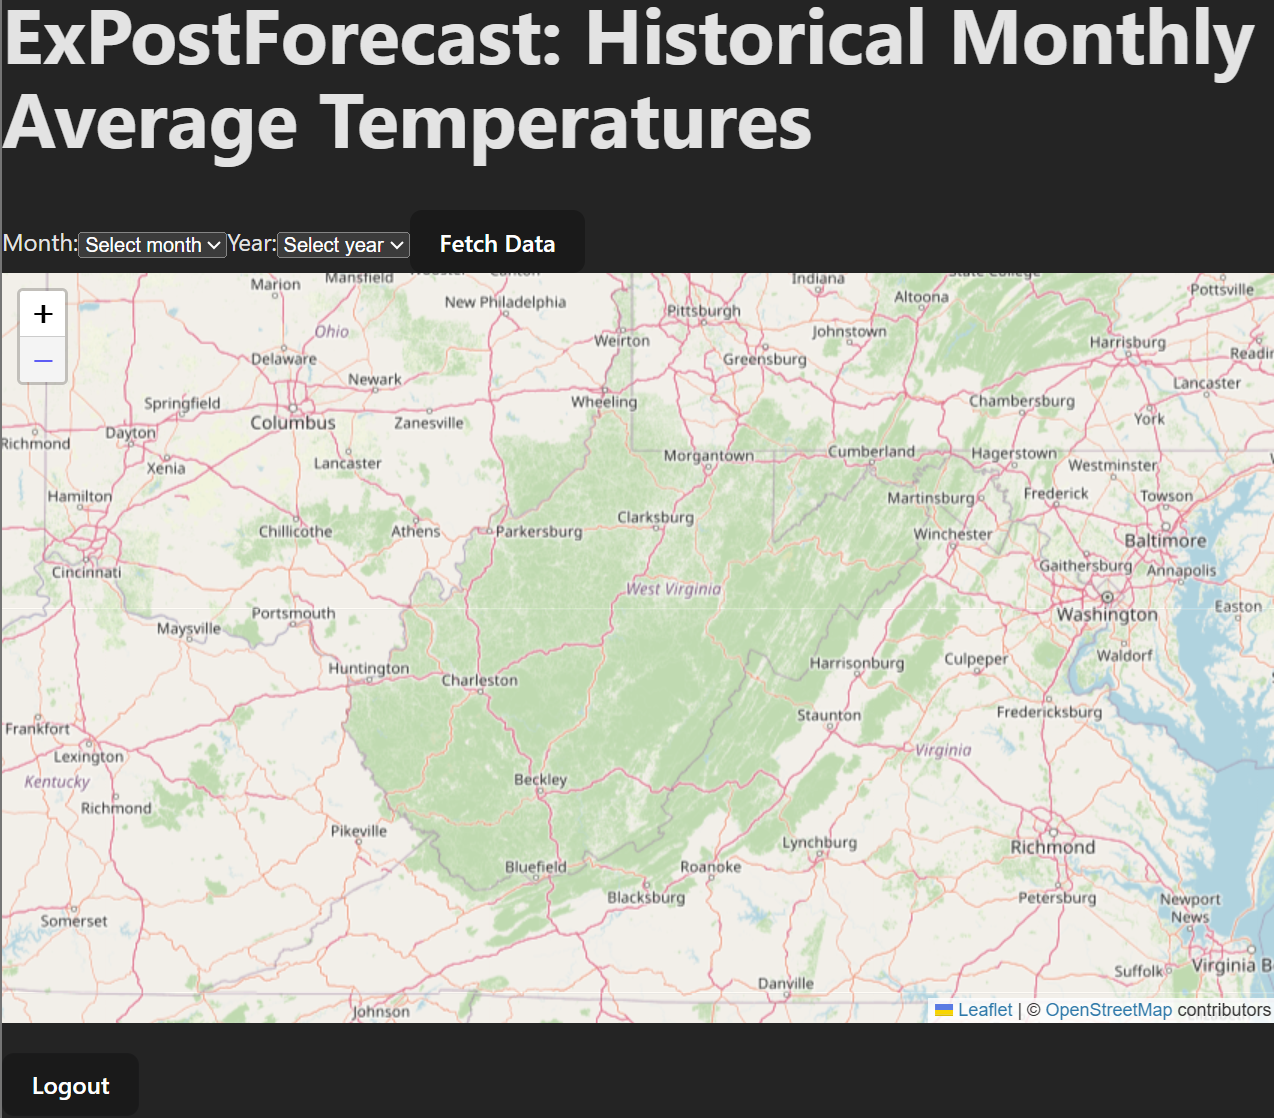 ExPostForecast: Historical Monthly
Average Temperatures
Month: Select month Year: Select year Fetch Data
+
−
Marion
Mansfield
Indiana
State College
Pottsville
New Philadelphia
Pittsburgh
Altoona
Ohio
Weirton
Johnstown
Harrisburg
Delaware
Greensburg
Newark
Lancaster
Springfield
Wheeling
Chambersburg
Columbus
Zanesville
York
Richmond
Dayton
Morgantown
Cumberland
Hagerstown
Xenia
Lancaster
Westminster
Hamilton
Martinsburg
Frederick
Towson
Clarksburg
Chillicothe
Athens
Parkersburg
Winchester
Baltimore
Cincinnati
Gaithersburg
Annapolis
West Virginia
Portsmouth
Washington
Easton
Maysville
Waldorf
Huntington
Harrisonburg
Culpeper
Charleston
Staunton
Fredericksburg
Frankfort
Lexington
Virginia
Kentucky
Beckley
Richmond
Pikeville
Lynchburg
Richmond
Bluefield
Roanoke
Blacksburg
Petersburg
Newport
News
Somerset
Suffolk
Virginia B
Danville
Johnson
Leaflet | © OpenStreetMap contributors
Logout